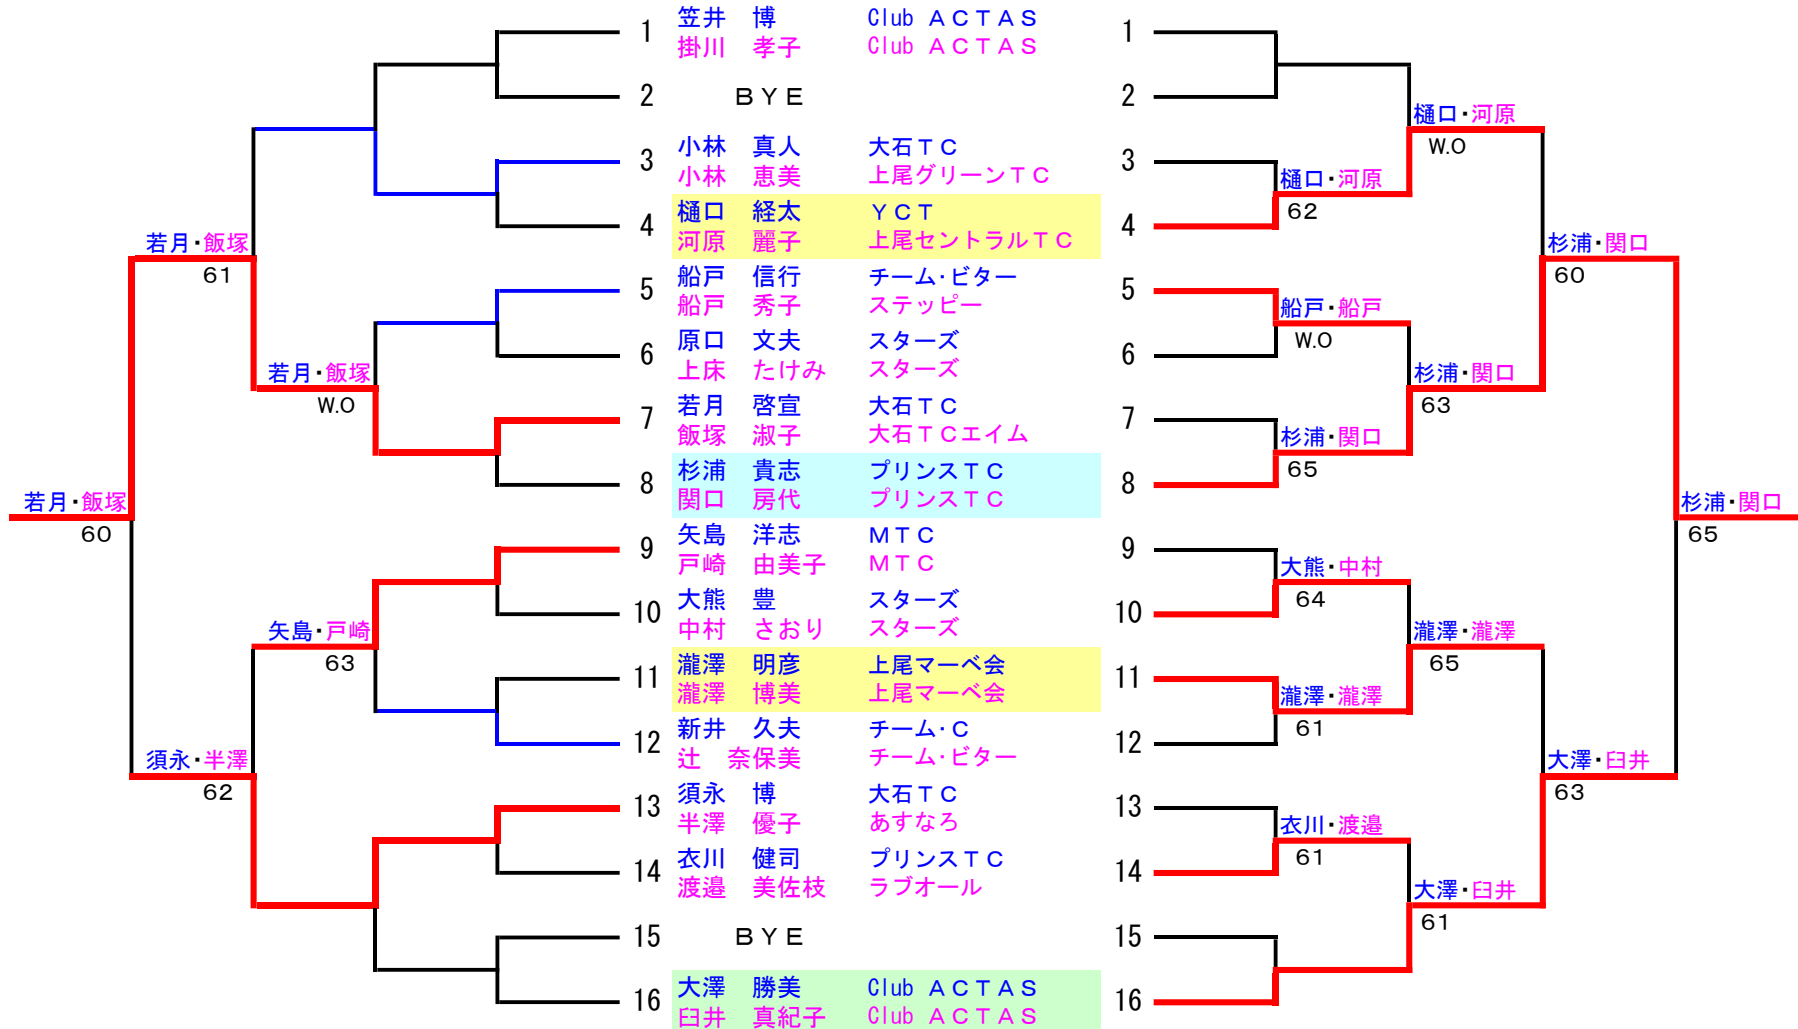 1 笠井 博 Club ＡＣＴＡＳ 1
掛川 孝子 Club ＡＣＴＡＳ
2 ＢＹＥ 2
樋口・河原
3 小林 真人 大石ＴＣ 3 W.O
小林 恵美 上尾グリーンＴＣ 樋口・河原
4 樋口 経太 ＹＣＴ 4 62
若月・飯塚 河原 麗子 上尾セントラルＴＣ 杉浦・関口
61 船戸 信行 チーム・ビター 60
5 船戸 秀子 ステッピー 5 船戸・船戸
6 原口 文夫 スターズ 6 W.O
若月・飯塚 上床 たけみ スターズ 杉浦・関口
W.O 若月 啓宣 大石ＴＣ 63
7 飯塚 淑子 大石ＴＣエイム 7 杉浦・関口
8 杉浦 貴志 プリンスＴＣ 8 65
若月・飯塚 関口 房代 プリンスＴＣ 杉浦・関口
60 矢島 洋志 ＭＴＣ 65
9 戸崎 由美子 ＭＴＣ 9 大熊・中村
10 大熊 豊 スターズ 10 64
矢島・戸崎 中村 さおり スターズ 瀧澤・瀧澤
63 瀧澤 明彦 上尾マーベ会 65
11 瀧澤 博美 上尾マーベ会 11 瀧澤・瀧澤
12 新井 久夫 チーム・Ｃ 12 61
須永・半澤 辻 奈保美 チーム・ビター 大澤・臼井
62 須永 博 大石ＴＣ 63
13 半澤 優子 あすなろ 13 衣川・渡邉
14 衣川 健司 プリンスＴＣ 14 61
渡邉 美佐枝 ラブオール 大澤・臼井
61
15 ＢＹＥ 15
16 大澤 勝美 Club ＡＣＴＡＳ 16
臼井 真紀子 Club ＡＣＴＡＳ